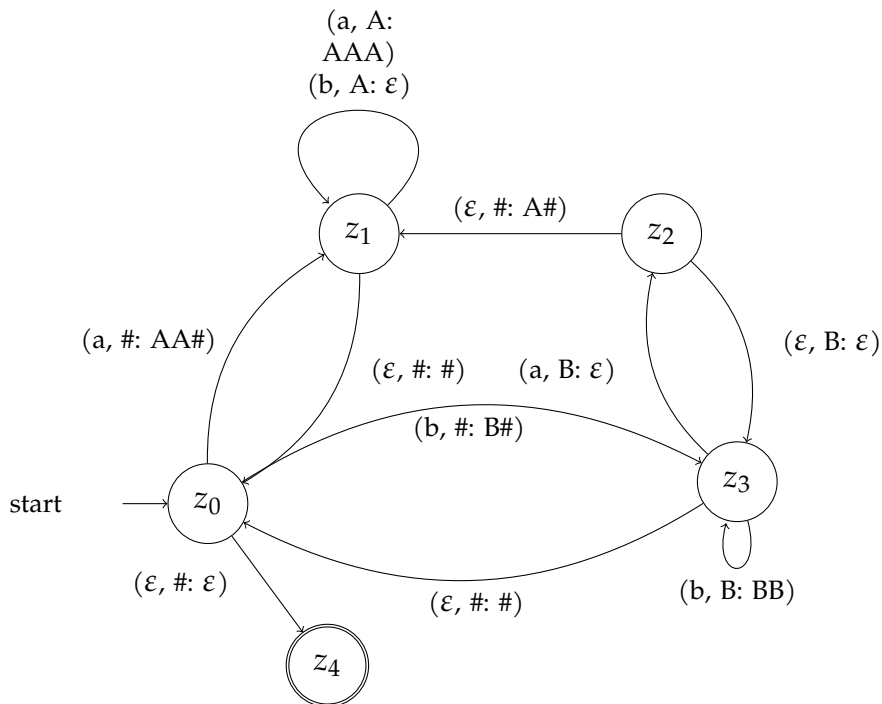 (a, A:
AAA)
(b, A: ε)
(ε, #: A#)
z₁
z₂
(a, #: AA#)
(ε, #: #)
(a, B: ε)
(ε, B: ε)
(b, #: B#)
z₃
start
z₀
(ε, #: ε)
(ε, #: #)
(b, B: BB)
z₄